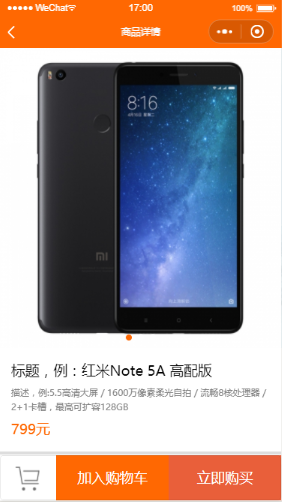 WeChat 17:00 100%
商品详情
8:16
mi
标题，例：红米Note 5A 高配版
描述，例:5.5高清大屏 / 1600万像素柔光自拍 / 流畅8核处理器 /
2+1卡槽，最高可扩容128GB
799元
加入购物车 立即购买